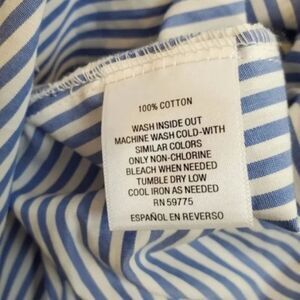 100% COTTON
WASH INSIDE OUT
MACHINE WASH COLD-WITH
SIMILAR COLORS
ONLY NON-CHLORINE
BLEACH WHEN NEEDED
TUMBLE DRY LOW
COOL IRON AS NEEDED
RN 59775
ESPAÑOL EN REVERSO